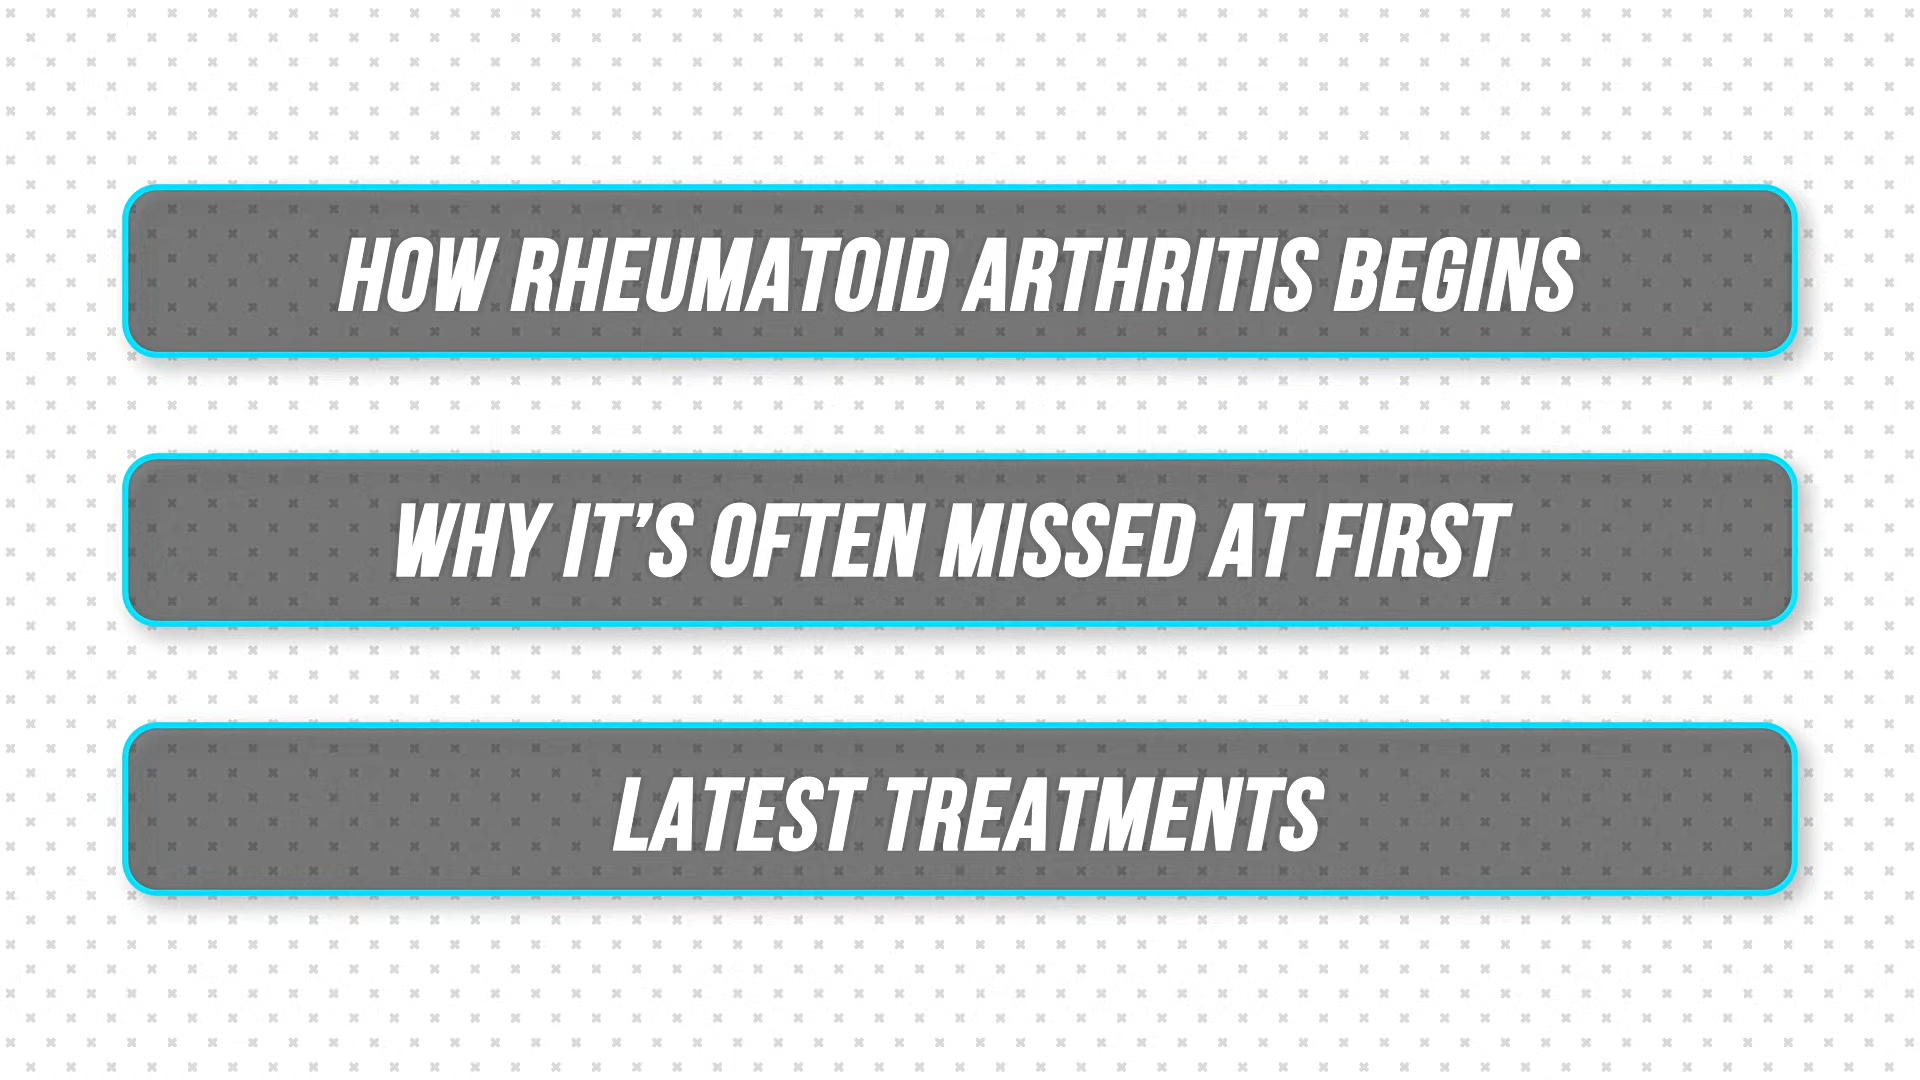 HOW RHEUMATOID ARTHRITIS BEGINS
WHY IT’S OFTEN MISSED AT FIRST
LATEST TREATMENTS